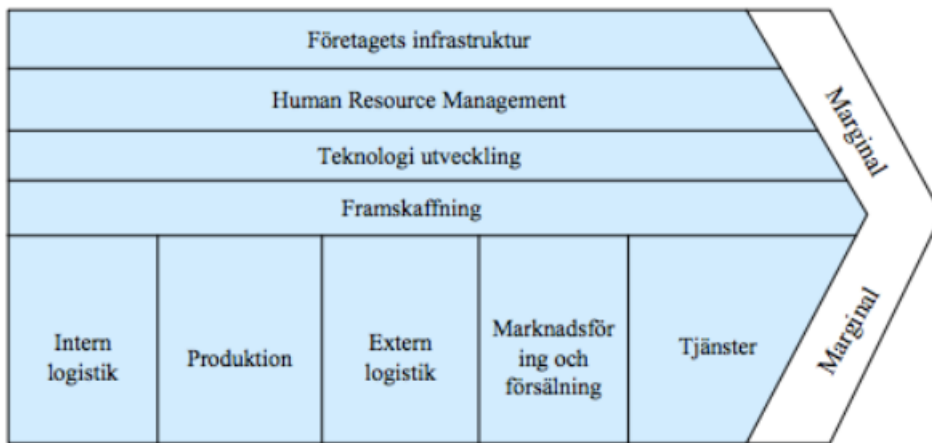 Företagets infrastruktur
Human Resource Management
Teknologi utveckling
Framskaffning
Marginal
Marginal
Intern
logistik
Produktion
Extern
logistik
Marknadsför
ing och
försälning
Tjänster